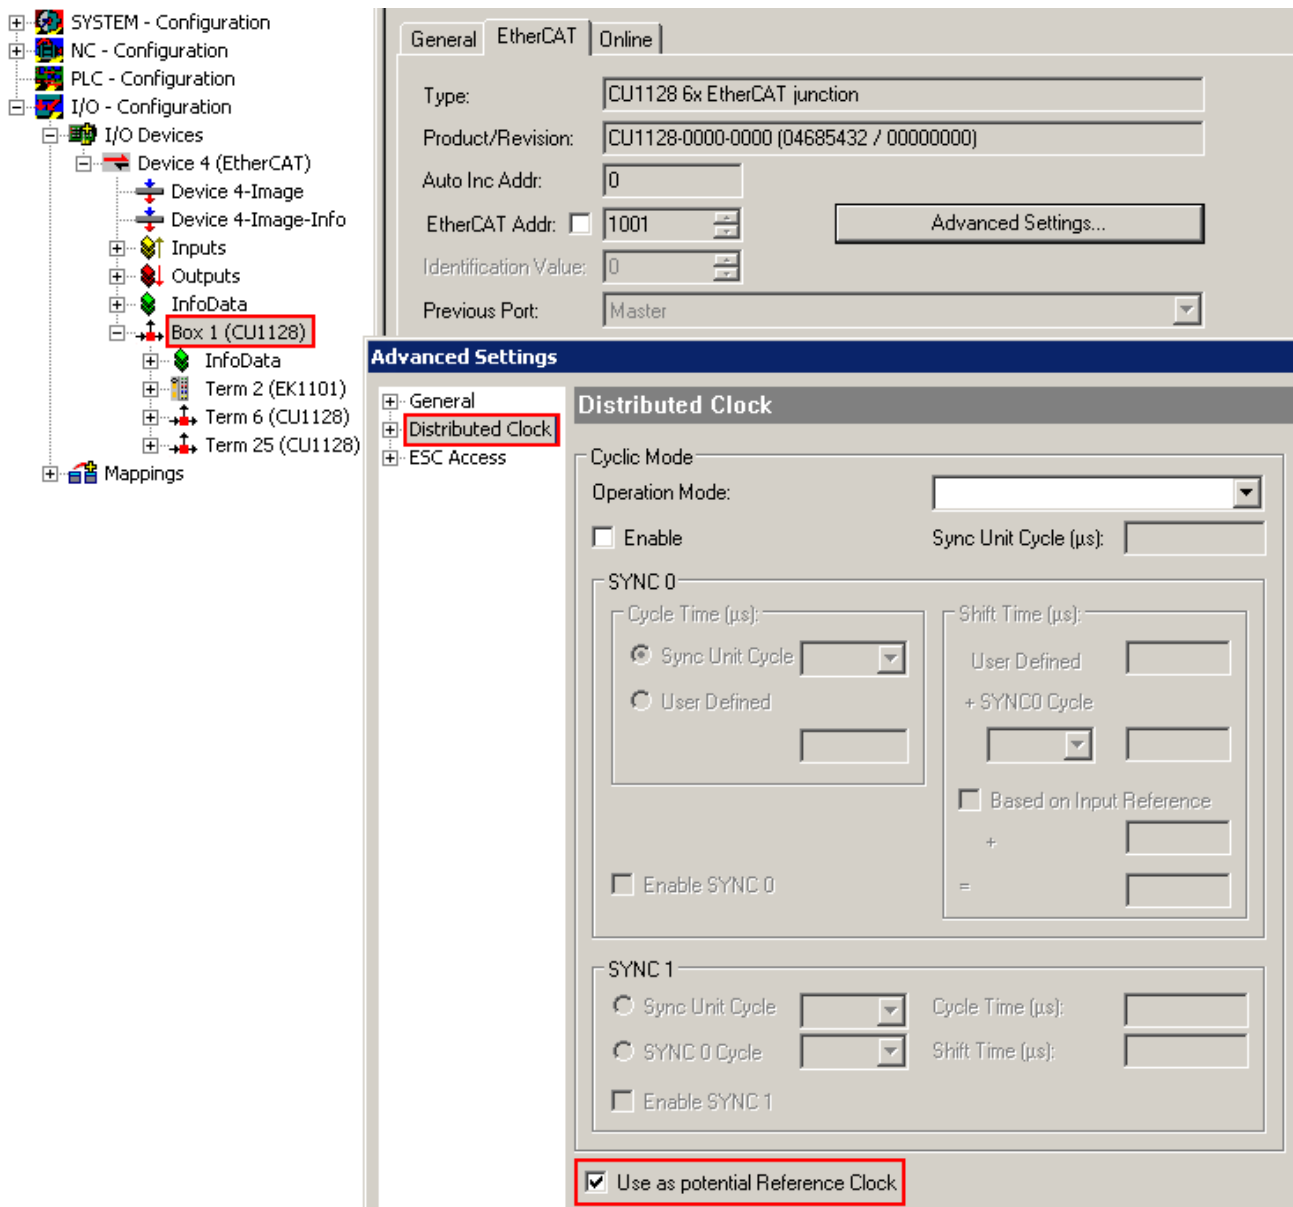 SYSTEM - Configuration
NC - Configuration
PLC - Configuration
I/O - Configuration
I/O Devices
Device 4 (EtherCAT)
Device 4-Image
Device 4-Image-Info
Inputs
Outputs
InfoData
Box 1 (CU1128)
InfoData
Term 2 (EK1101)
Term 6 (CU1128)
Term 25 (CU1128)
Mappings
General EtherCAT Online
Type: CU1128 6x EtherCAT junction
Product/Revision: CU1128-0000-0000 (04685432 / 00000000)
Auto Inc Addr: 0
EtherCAT Addr: 1001 Advanced Settings...
Identification Value: 0
Previous Port: Master
Advanced Settings
General
Distributed Clock
ESC Access
Distributed Clock
Cyclic Mode
Operation Mode:
Enable Sync Unit Cycle (µs):
SYNC 0
Cycle Time (µs):
Sync Unit Cycle
User Defined
Shift Time (µs):
User Defined
+ SYNC0 Cycle
Based on Input Reference
+
=
Enable SYNC 0
SYNC 1
Sync Unit Cycle Cycle Time (µs):
SYNC 0 Cycle Shift Time (µs):
Enable SYNC 1
Use as potential Reference Clock